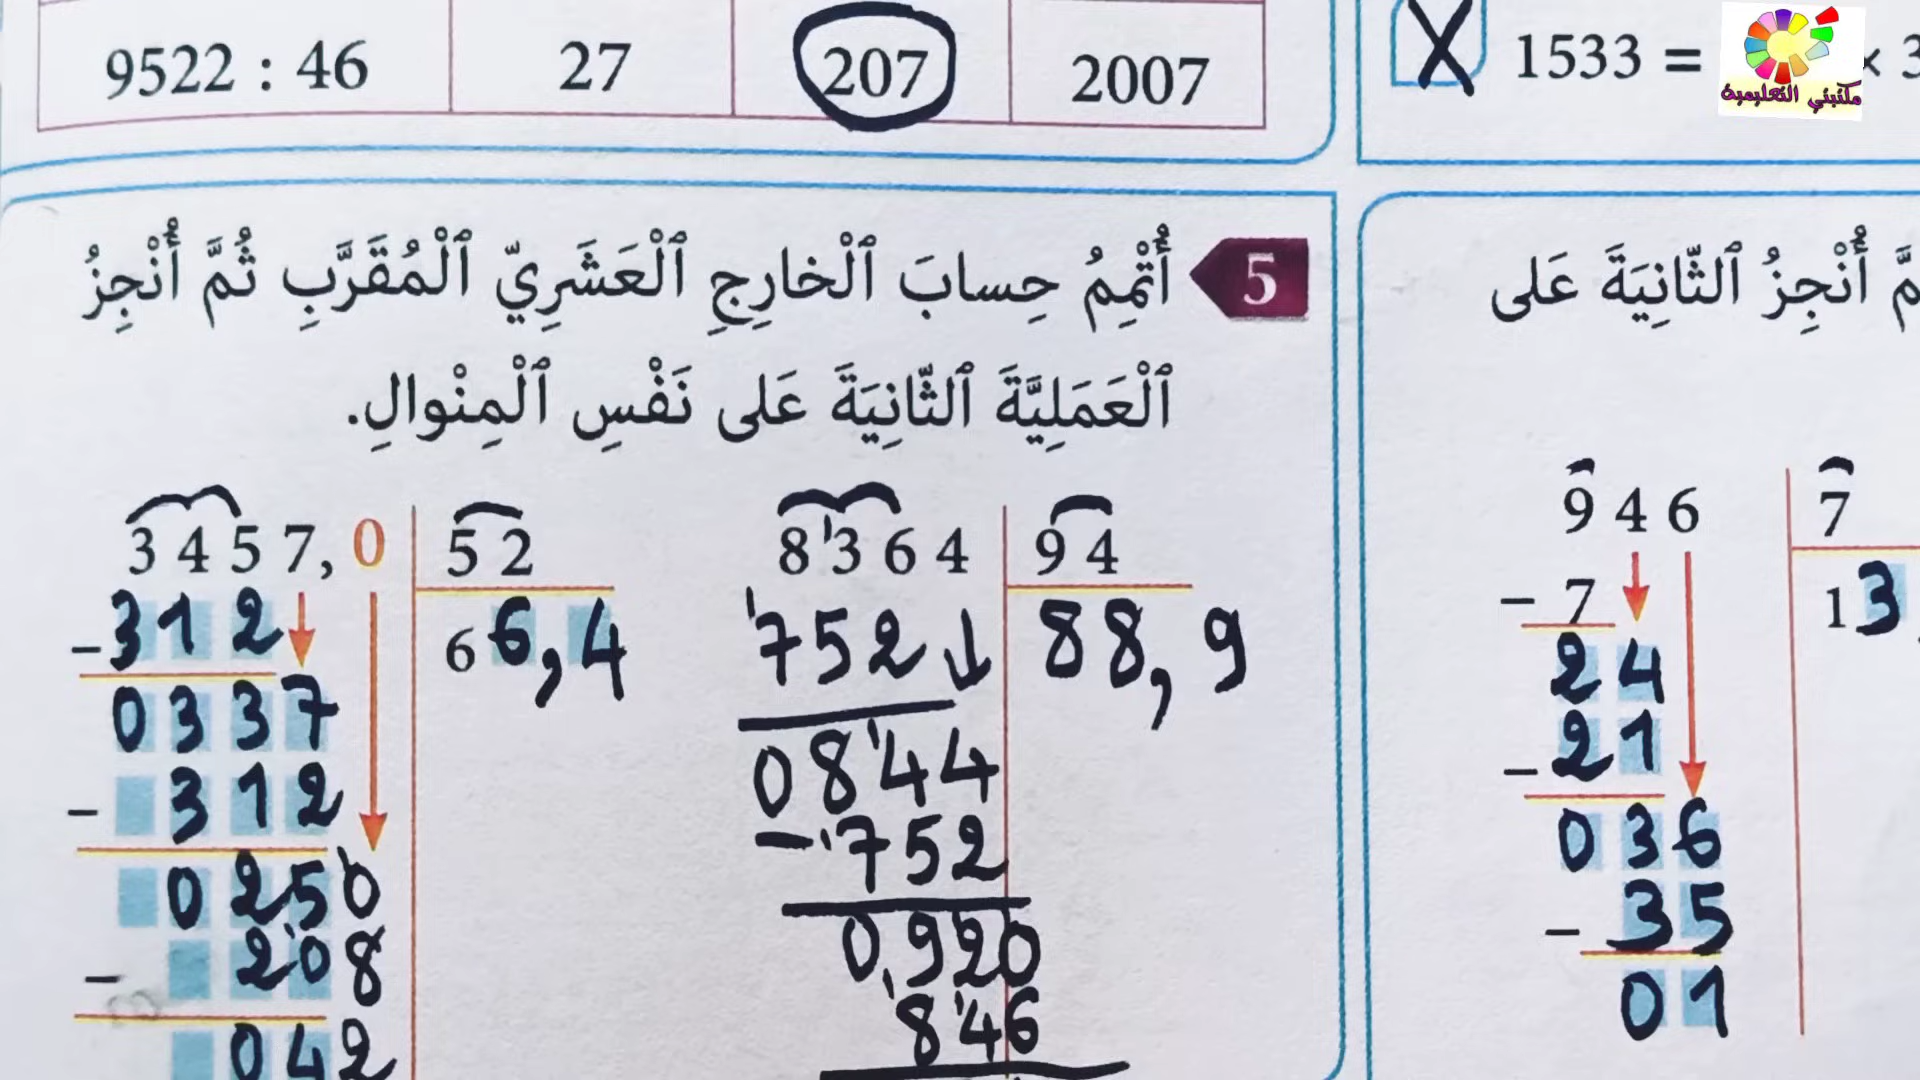 9522 : 46 27 207 2007
X 1533 = × 3
مكتبتي التعليمية
5 أُتْمِمُ حِسابَ ٱلْخارِجِ ٱلْعَشَرِيّ ٱلْمُقَرَّبِ ثُمَّ أُنْجِزُ
ٱلْعَمَلِيَّةَ ٱلثّانِيَةَ عَلى نَفْسِ ٱلْمِنْوالِ.
3457,0 52
-312 66,4
0337
- 312
0250
- 208
042
8364 94
752 88,9
0844
- 752
0920
846
مَّ أُنْجِزُ ٱلثّانِيَةَ عَلى
946 7
- 7 13
24
- 21
036
- 35
01